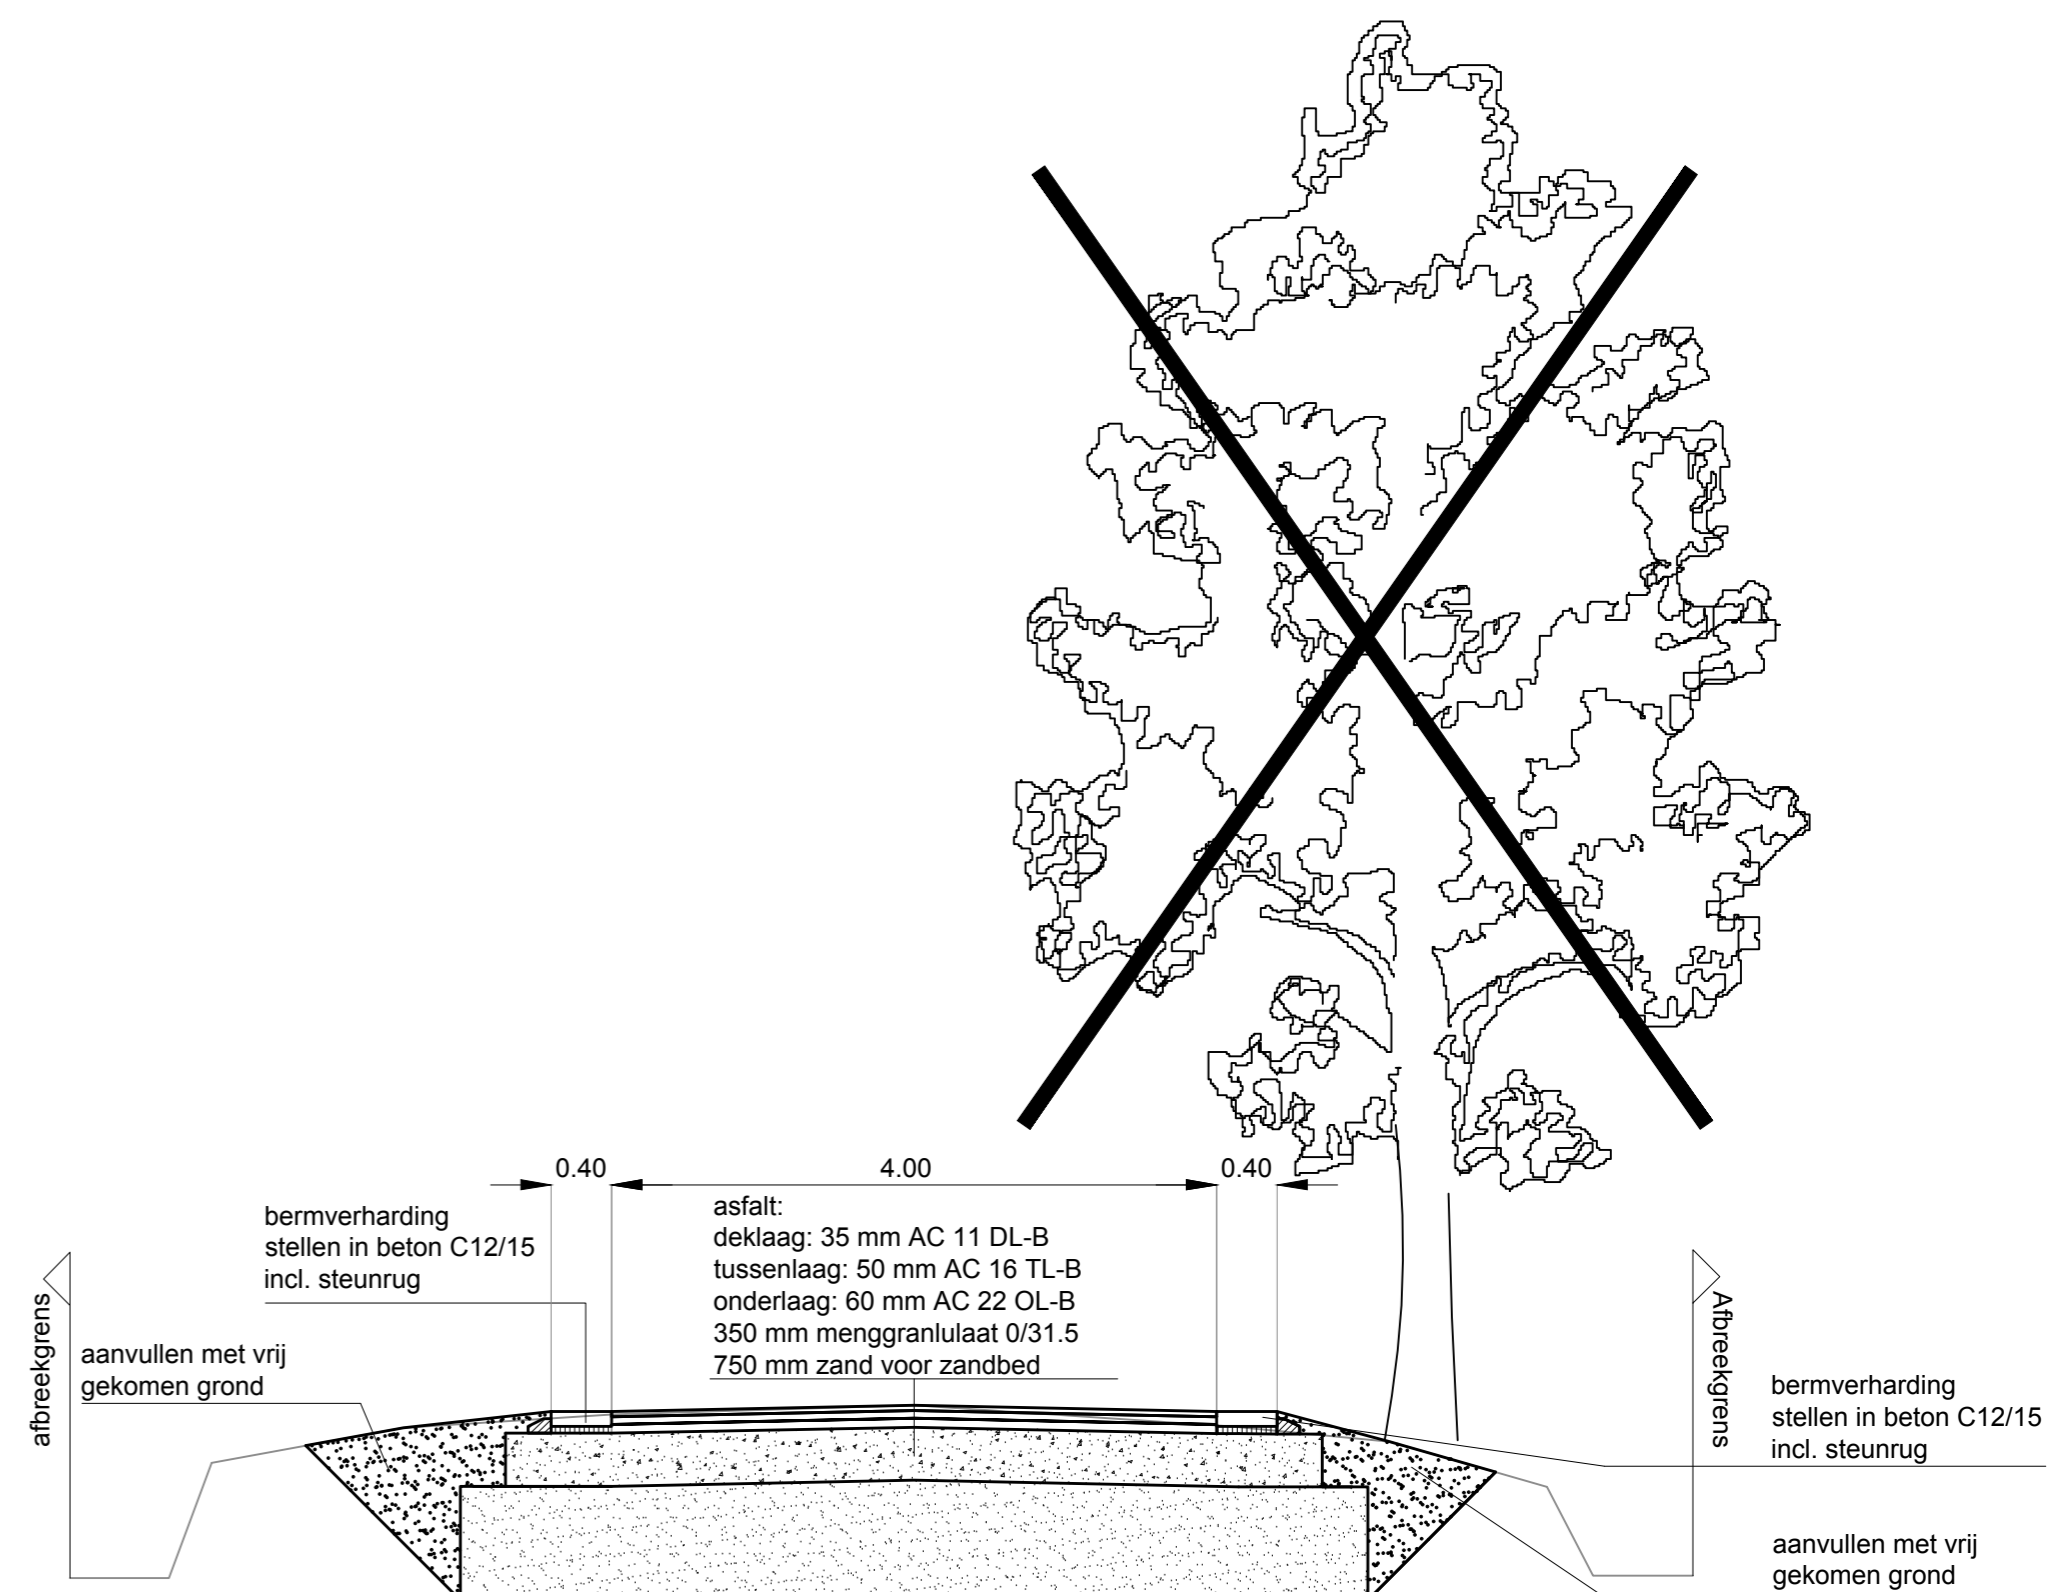 0.40
4.00
0.40
bermverharding
stellen in beton C12/15
incl. steunrug
asfalt:
deklaag: 35 mm AC 11 DL-B
tussenlaag: 50 mm AC 16 TL-B
onderlaag: 60 mm AC 22 OL-B
350 mm menggranlulaat 0/31.5
750 mm zand voor zandbed
afbreekgrens
aanvullen met vrij
gekomen grond
Afbreekgrens
bermverharding
stellen in beton C12/15
incl. steunrug
aanvullen met vrij
gekomen grond